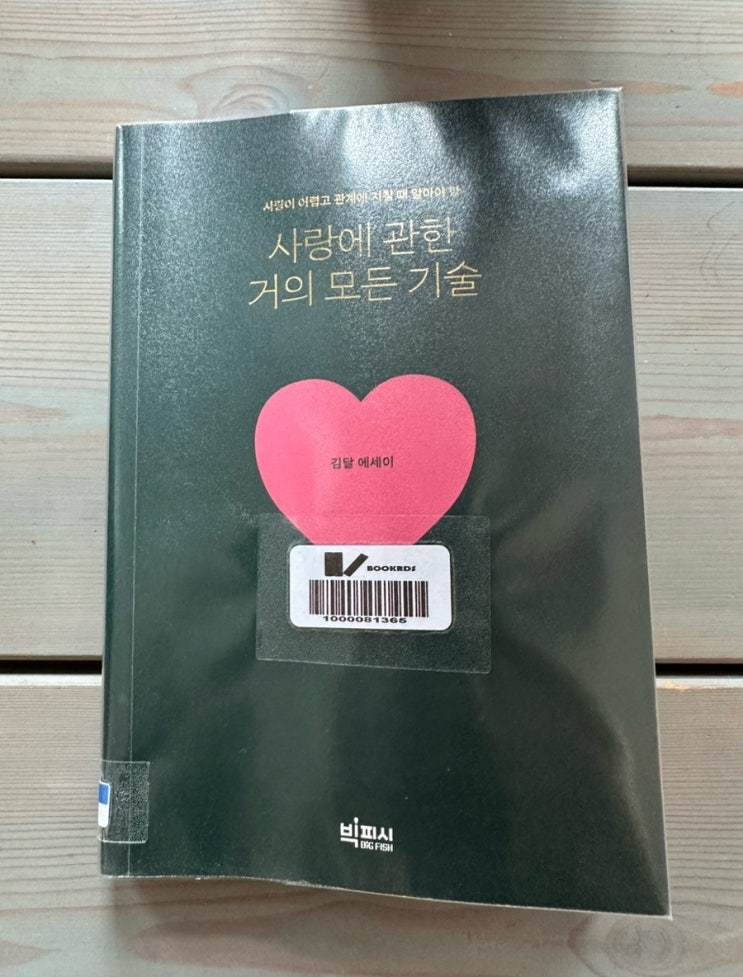 사랑이 어렵고 관계에 지칠 때 알아야 할
사랑에 관한
거의 모든 기술
김달 에세이
BOOKRDS
1000081365
빅피시
BIG FISH